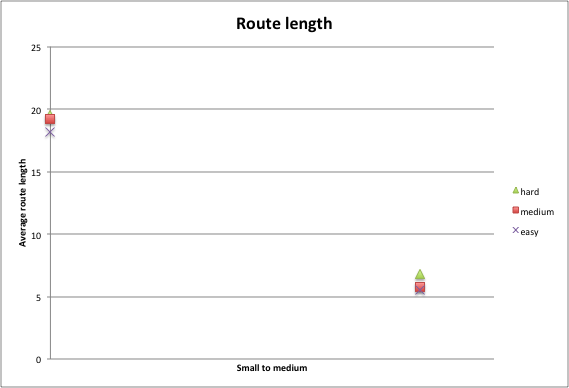 Route length
25
20
15
10
5
0
Average route length
Small to medium
hard
medium
easy